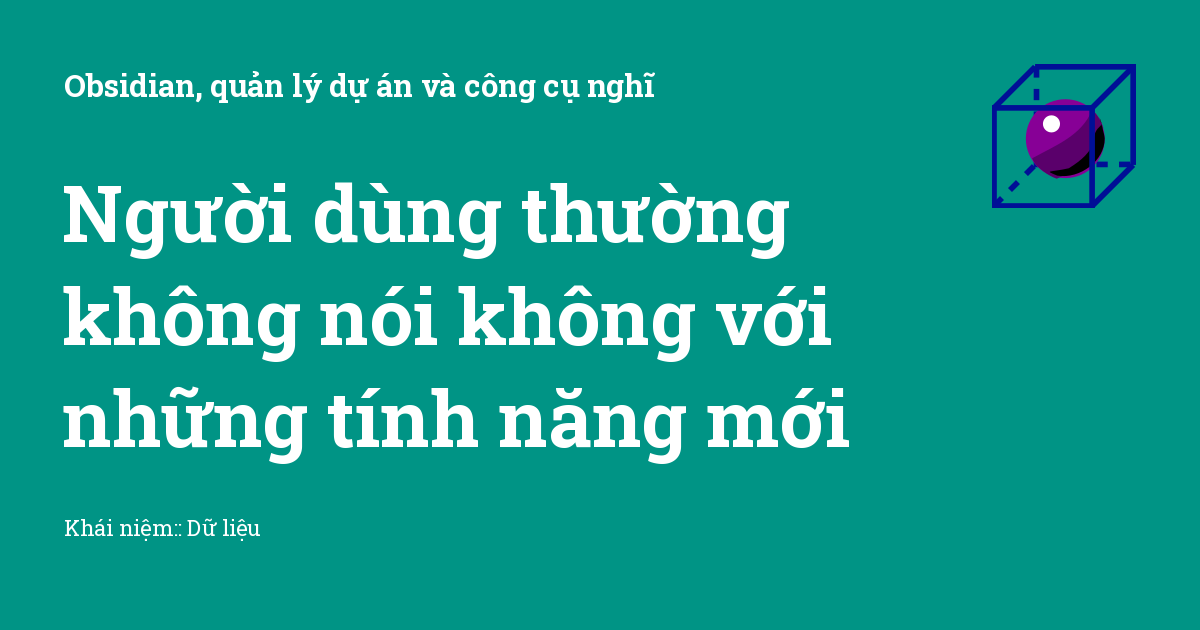 Obsidian, quản lý dự án và công cụ nghĩ
Người dùng thường
không nói không với
những tính năng mới
Khái niệm:: Dữ liệu